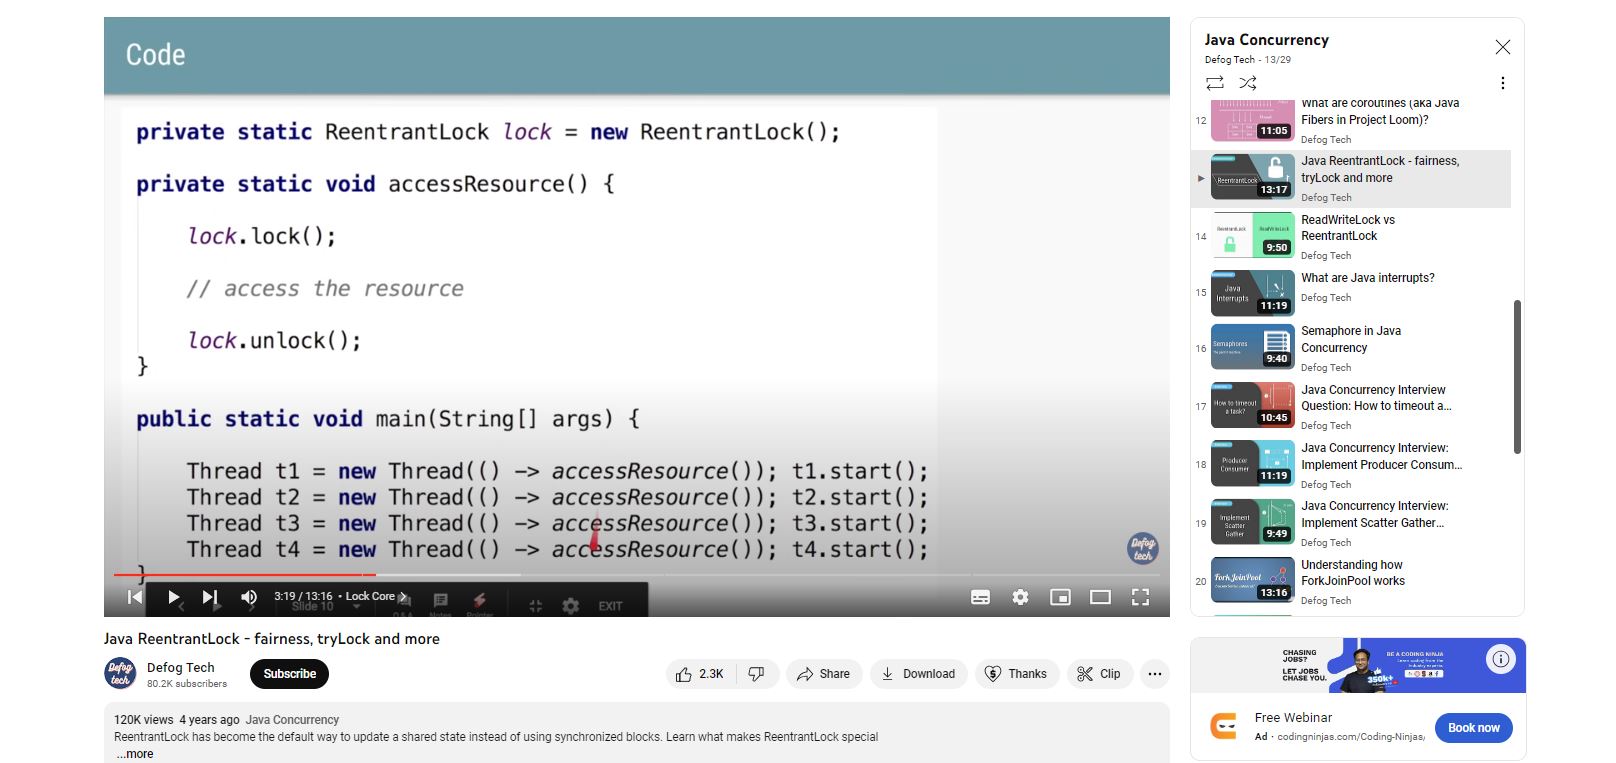 Code
private static ReentrantLock lock = new ReentrantLock();
private static void accessResource() {
lock.lock();
// access the resource
lock.unlock();
}
public static void main(String[] args) {
Thread t1 = new Thread(() -> accessResource()); t1.start();
Thread t2 = new Thread(() -> accessResource()); t2.start();
Thread t3 = new Thread(() -> accessResource()); t3.start();
Thread t4 = new Thread(() -> accessResource()); t4.start();
}
Defog
tech
3:19 / 13:16 • Lock Core >
Slide 10
EXIT
Java ReentrantLock - fairness, tryLock and more
Defog
tech
Defog Tech
80.2K subscribers
Subscribe
2.3K
Share
Download
Thanks
Clip
120K views 4 years ago Java Concurrency
ReentrantLock has become the default way to update a shared state instead of using synchronized blocks. Learn what makes ReentrantLock special
...more
Java Concurrency
Defog Tech - 13/29
12
11:05
What are coroutines (aka Java
Fibers in Project Loom)?
Defog Tech
ReentrantLock
13:17
Java ReentrantLock - fairness,
tryLock and more
Defog Tech
14
ReentrantLock
ReadWriteLock
9:50
ReadWriteLock vs
ReentrantLock
Defog Tech
15
Java
Interrupts
11:19
What are Java interrupts?
Defog Tech
16
Semaphores
9:40
Semaphore in Java
Concurrency
Defog Tech
17
How to timeout
a task?
10:45
Java Concurrency Interview
Question: How to timeout a...
Defog Tech
18
Producer
Consumer
11:19
Java Concurrency Interview:
Implement Producer Consum...
Defog Tech
19
Implement
Scatter
Gather
9:49
Java Concurrency Interview:
Implement Scatter Gather...
Defog Tech
20
ForkJoinPool
13:16
Understanding how
ForkJoinPool works
Defog Tech
CHASING
JOBS?
LET JOBS
CHASE YOU.
350k+
BE A CODING NINJA
Free Webinar
Ad · codingninjas.com/Coding-Ninjas/
Book now